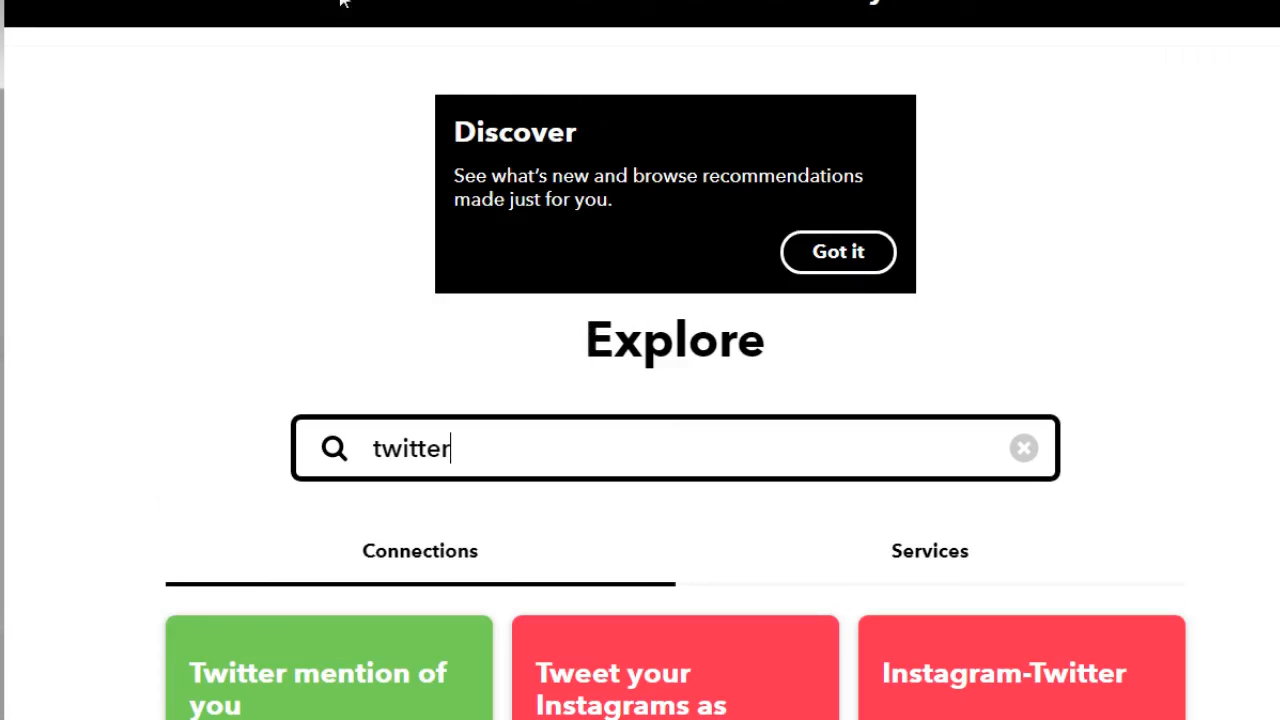 Discover
See what's new and browse recommendations
made just for you.
Got it
Explore
twitter
Connections
Services
Twitter mention of
you
Tweet your
Instagrams as
Instagram-Twitter